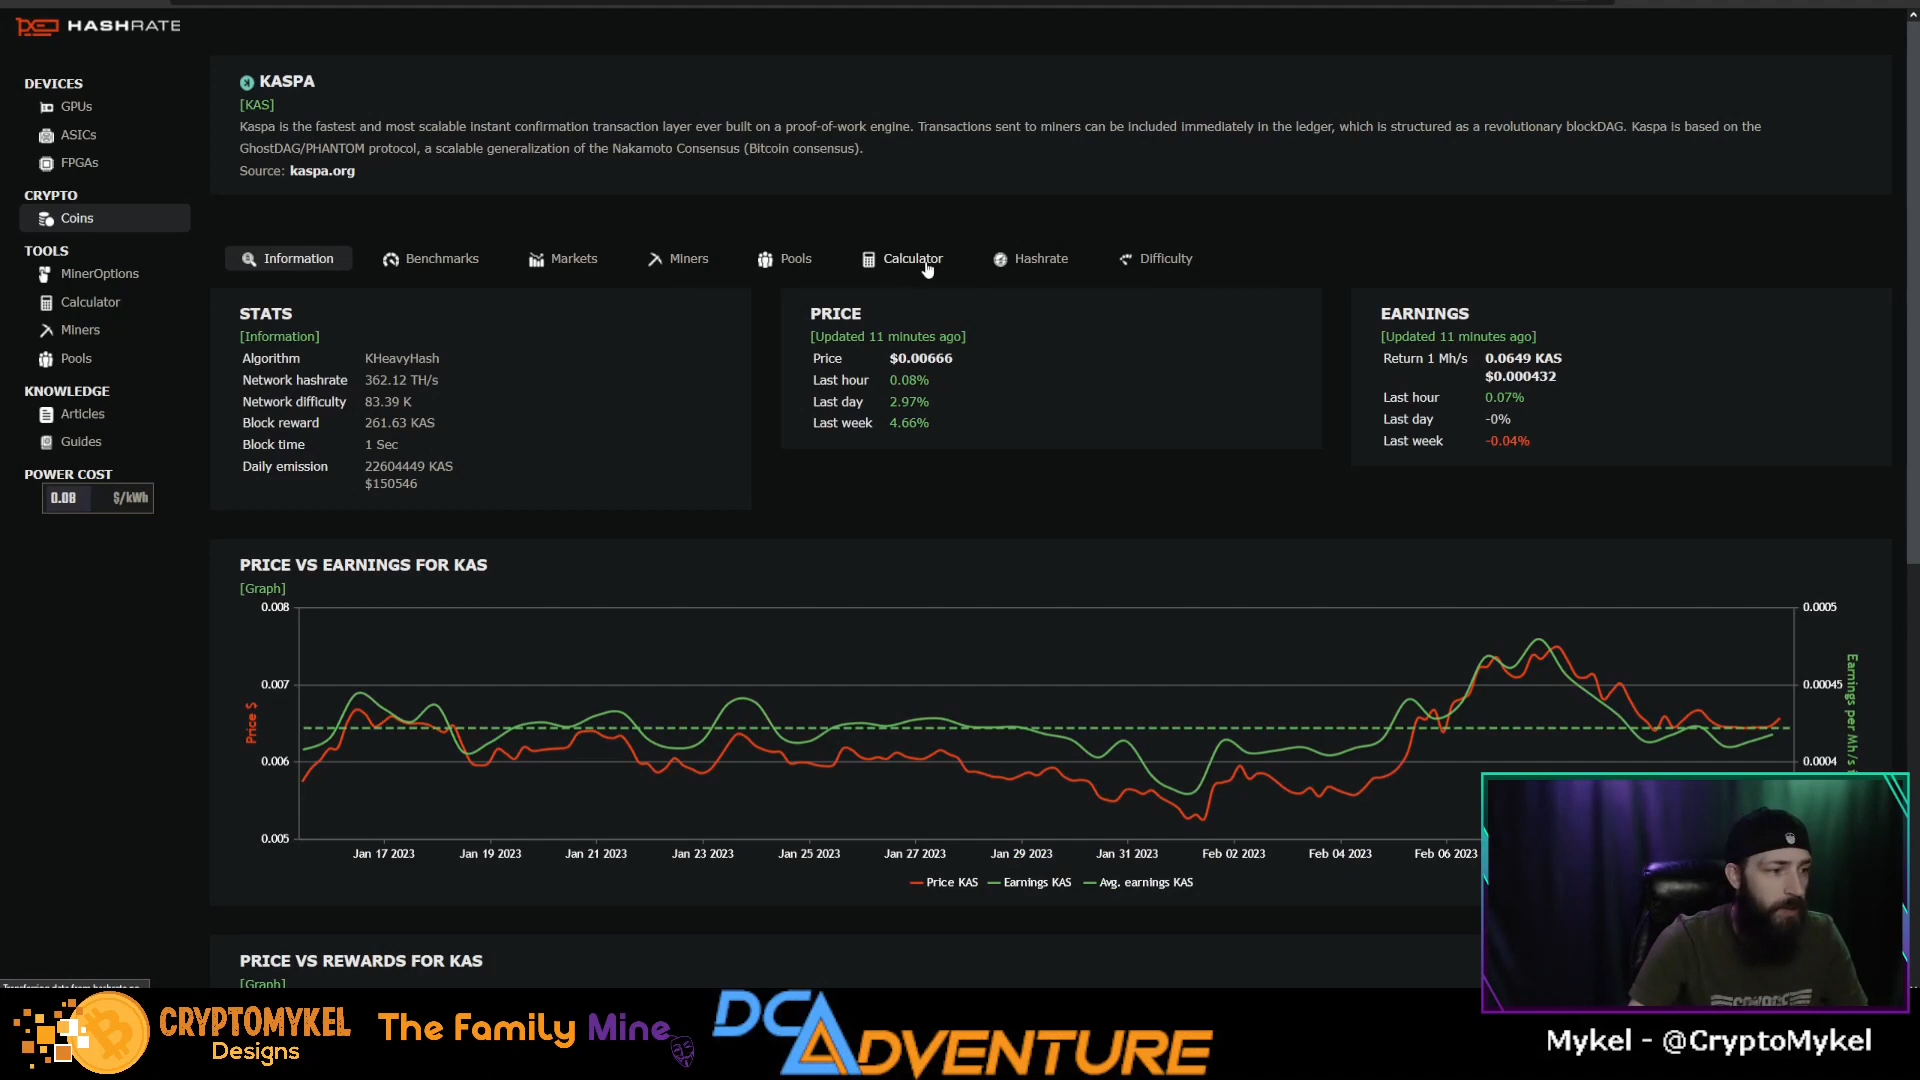 HASHRATE
DEVICES
GPUs
ASICs
FPGAs
CRYPTO
Coins
TOOLS
MinerOptions
Calculator
Miners
Pools
KNOWLEDGE
Articles
Guides
POWER COST
0.08 $/kWh
KASPA
[KAS]
Kaspa is the fastest and most scalable instant confirmation transaction layer ever built on a proof-of-work engine. Transactions sent to miners can be included immediately in the ledger, which is structured as a revolutionary blockDAG. Kaspa is based on the
GhostDAG/PHANTOM protocol, a scalable generalization of the Nakamoto Consensus (Bitcoin consensus).
Source: kaspa.org
Information Benchmarks Markets Miners Pools Calculator Hashrate Difficulty
STATS
[Information]
Algorithm KHeavyHash
Network hashrate 362.12 TH/s
Network difficulty 83.39 K
Block reward 261.63 KAS
Block time 1 Sec
Daily emission 22604449 KAS
$150546
PRICE
[Updated 11 minutes ago]
Price $0.00666
Last hour 0.08%
Last day 2.97%
Last week 4.66%
EARNINGS
[Updated 11 minutes ago]
Return 1 Mh/s 0.0649 KAS
$0.000432
Last hour 0.07%
Last day -0%
Last week -0.04%
PRICE VS EARNINGS FOR KAS
[Graph]
0.008
0.007
0.006
0.005
Price $
0.0005
0.00045
0.0004
Earnings per Mh/s
Jan 17 2023 Jan 19 2023 Jan 21 2023 Jan 23 2023 Jan 25 2023 Jan 27 2023 Jan 29 2023 Jan 31 2023 Feb 02 2023 Feb 04 2023 Feb 06 2023
Price KAS Earnings KAS Avg. earnings KAS
PRICE VS REWARDS FOR KAS
[Graph]
CRYPTOMYKEL
Designs
The Family Mine
DCADVENTURE
Mykel - @CryptoMykel